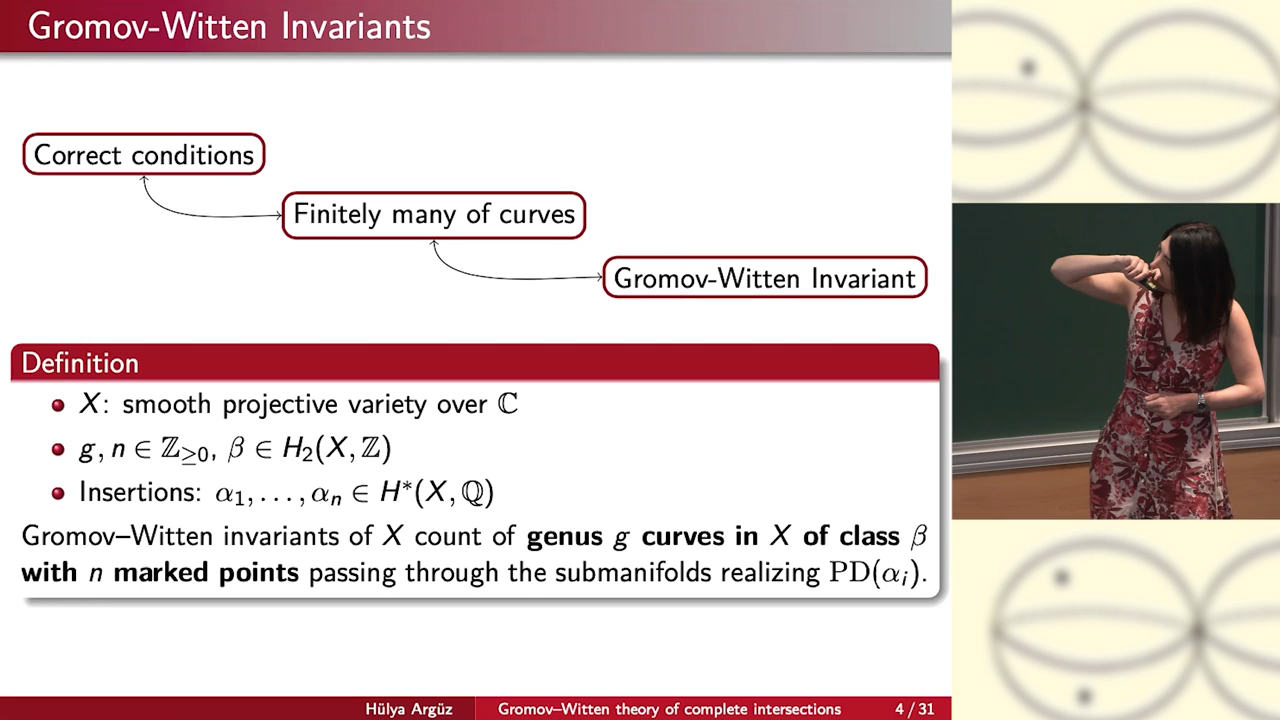 Gromov-Witten Invariants
Correct conditions
Finitely many of curves
Gromov-Witten Invariant
Definition
X: smooth projective variety over ℂ
g, n ∈ ℤ≥0, β ∈ H₂(X, ℤ)
Insertions: α₁, . . . , αₙ ∈ H*(X, ℚ)
Gromov–Witten invariants of X count of genus g curves in X of class β
with n marked points passing through the submanifolds realizing PD(αᵢ).
Hülya Argüz Gromov–Witten theory of complete intersections 4 / 31